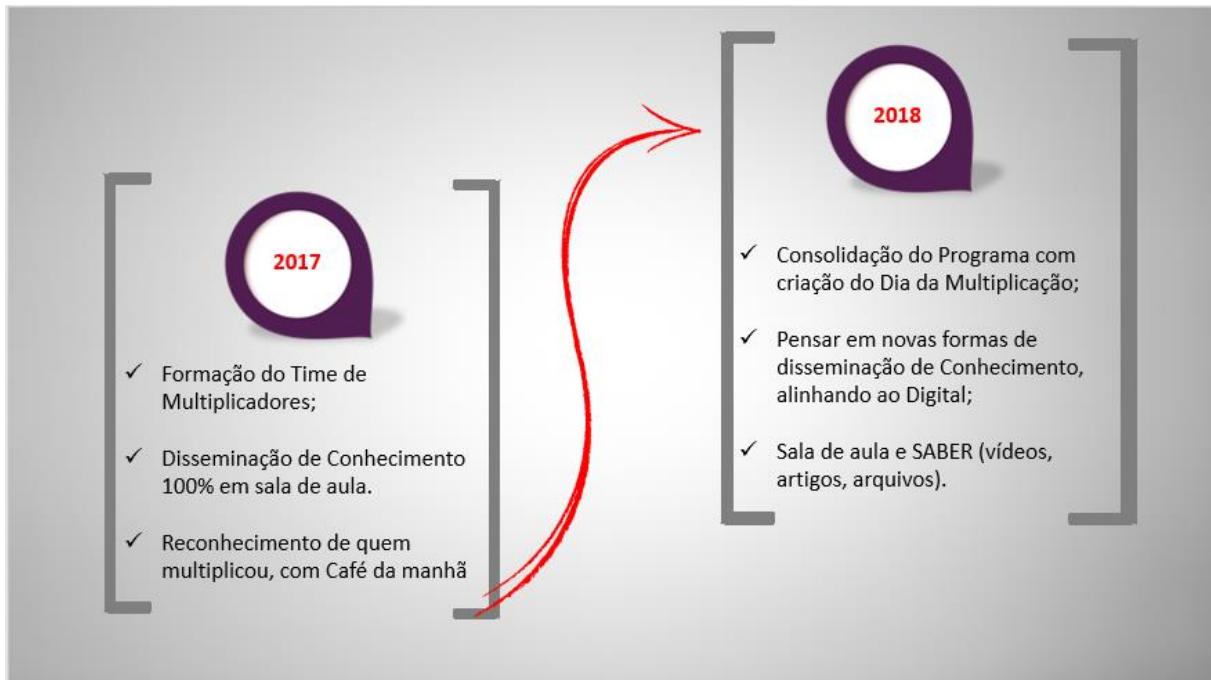 2017
✓ Formação do Time de
Multiplicadores;
✓ Disseminação de Conhecimento
100% em sala de aula.
✓ Reconhecimento de quem
multiplicou, com Café da manhã
2018
✓ Consolidação do Programa com
criação do Dia da Multiplicação;
✓ Pensar em novas formas de
disseminação de Conhecimento,
alinhando ao Digital;
✓ Sala de aula e SABER (vídeos,
artigos, arquivos).